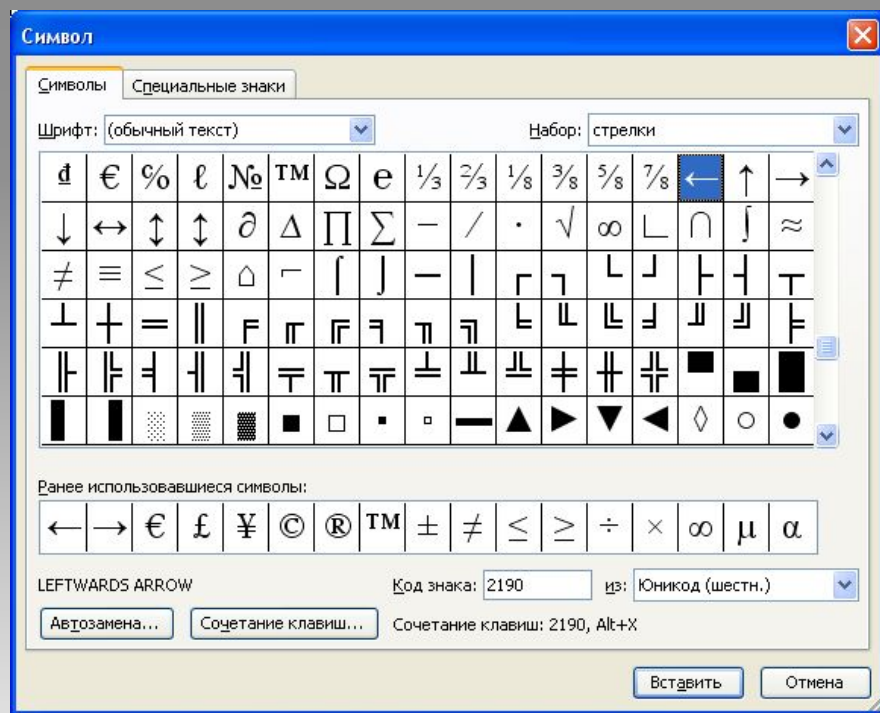 Символ
Символы Специальные знаки
Шрифт: (обычный текст) Набор: стрелки
₫ € ℅ ℓ № ™ Ω ℮ ⅓ ⅔ ⅛ ⅜ ⅝ ⅞ ← ↑ →
↓ ↔ ↕ ↨ ∂ ∆ ∏ ∑ − ∕ ∙ √ ∞ ∟ ∩ ∫ ≈
≠ ≡ ≤ ≥ ⌂ ⌐ ⌠ ⌡ ─ │ ┌ ┐ └ ┘ ├ ┤ ┬
┴ ┼ ═ ║ ╒ ╓ ╔ ╕ ╖ ╗ ╘ ╙ ╚ ╛ ╜ ╝ ╞
╟ ╠ ╡ ╢ ╣ ╤ ╥ ╦ ╧ ╨ ╩ ╪ ╫ ╬ ▀ ▄ █
▌ ▐ ░ ▒ ▓ ■ □ ▪ ▫ ▬ ▲ ► ▼ ◄ ◊ ○ ●
Ранее использовавшиеся символы:
← → € £ ¥ © ® ™ ± ≠ ≤ ≥ ÷ × ∞ µ α
LEFTWARDS ARROW Код знака: 2190 из: Юникод (шестн.)
Автозамена... Сочетание клавиш... Сочетание клавиш: 2190, Alt+X
Вставить Отмена